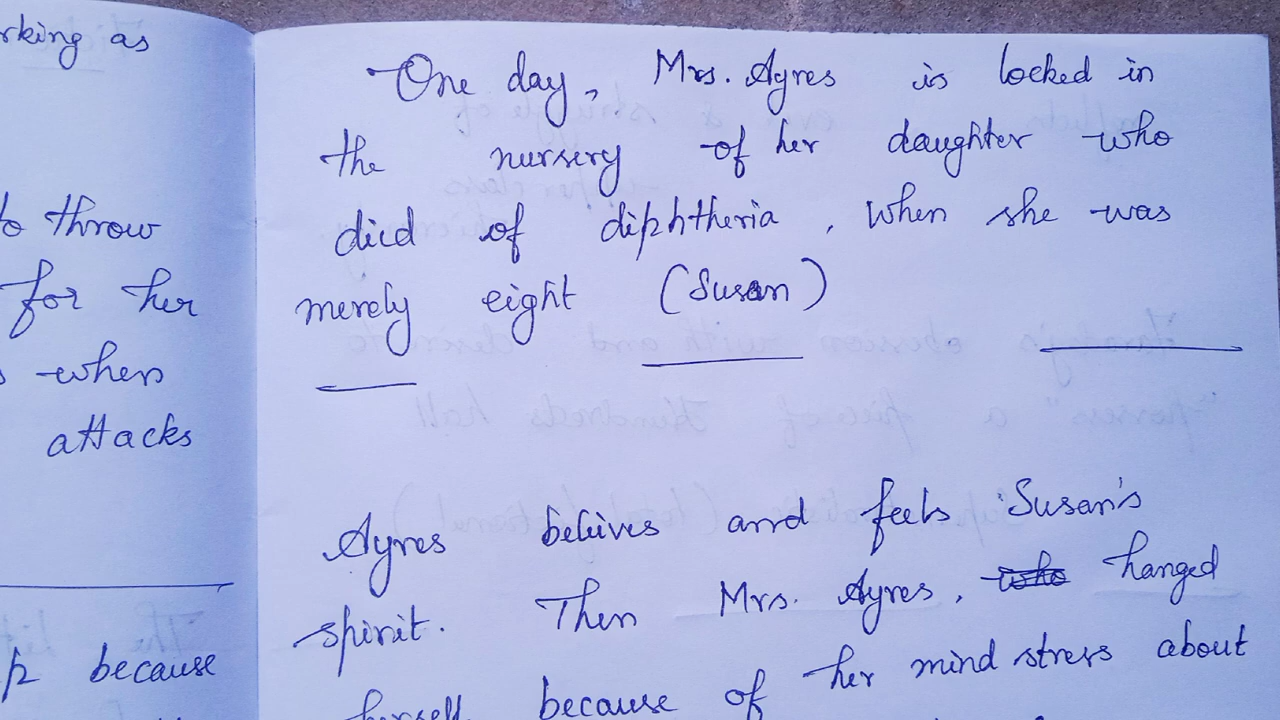 rking as
to throw
for her
when
attacks
because
One day, Mrs. Ayres is locked in
the nursery of her daughter who
died of diphtheria, when she was
merely eight (Susan)
Ayres belives and feels Susan's
spirit. Then Mrs. Ayres, who hanged
herself because of her mind stress about